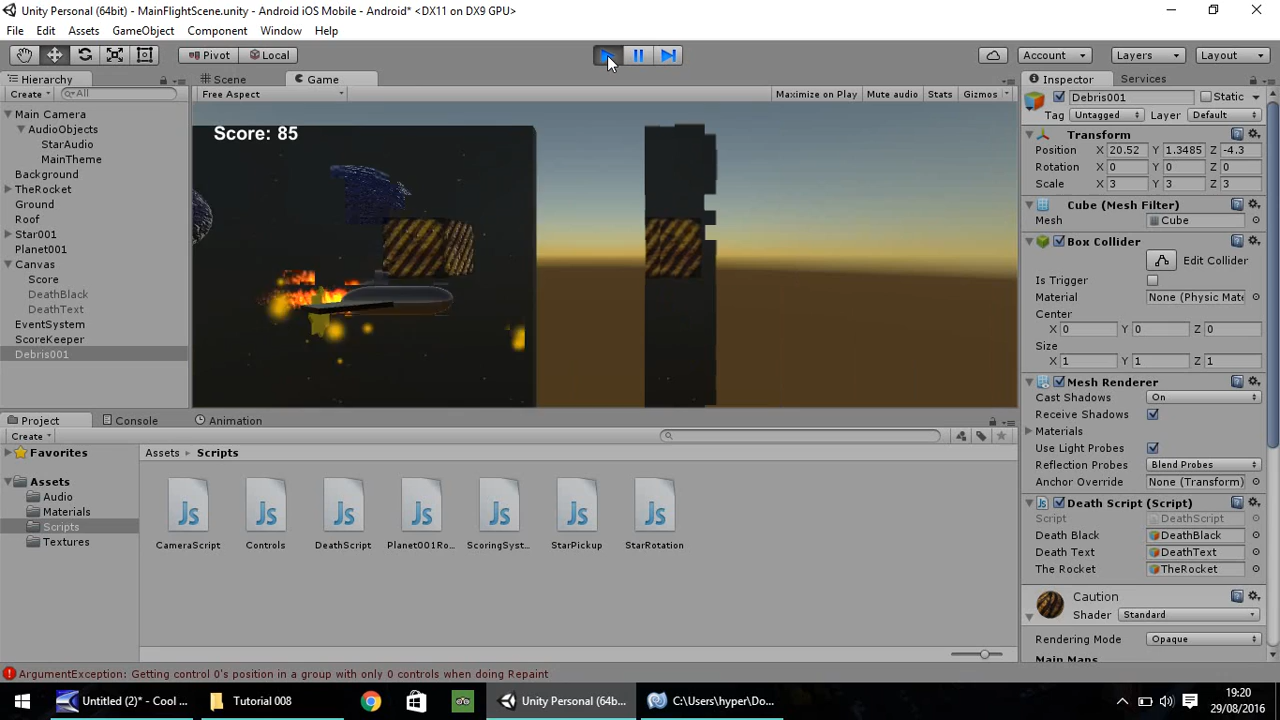 Unity Personal (64bit) - MainFlightScene.unity - Android iOS Mobile - Android* <DX11 on DX9 GPU>
File Edit Assets GameObject Component Window Help
Pivot Local Account Layers Layout
Hierarchy
Create All
Main Camera
AudioObjects
StarAudio
MainTheme
Background
TheRocket
Ground
Roof
Star001
Planet001
Canvas
Score
DeathBlack
DeathText
EventSystem
ScoreKeeper
Debris001
Scene Game
Free Aspect Maximize on Play Mute audio Stats Gizmos
Score: 85
Inspector Services
Debris001 Static
Tag Untagged Layer Default
Transform
Position X 20.52 Y 1.3485 Z -4.3
Rotation X 0 Y 0 Z 0
Scale X 3 Y 3 Z 3
Cube (Mesh Filter)
Mesh Cube
Box Collider
Edit Collider
Is Trigger
Material None (Physic Mate
Center
X 0 Y 0 Z 0
Size
X 1 Y 1 Z 1
Mesh Renderer
Cast Shadows On
Receive Shadows
Materials
Use Light Probes
Reflection Probes Blend Probes
Anchor Override None (Transform)
Death Script (Script)
Script DeathScript
Death Black DeathBlack
Death Text DeathText
The Rocket TheRocket
Caution
Shader Standard
Rendering Mode Opaque
Main Maps
Project Console Animation
Create
Favorites
Assets
Audio
Materials
Scripts
Textures
Assets Scripts
Js Js Js Js Js Js Js
CameraScript Controls DeathScript Planet001Ro... ScoringSyst... StarPickup StarRotation
ArgumentException: Getting control 0's position in a group with only 0 controls when doing Repaint
Untitled (2)* - Cool ... Tutorial 008 Unity Personal (64b... C:\Users\hyper\Do...
19:20
29/08/2016